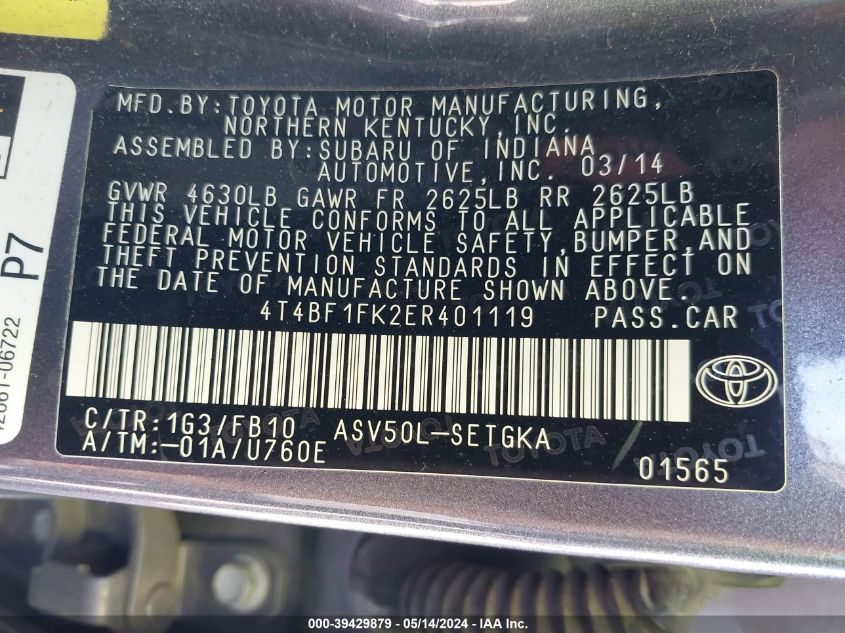 MFD.BY:TOYOTA MOTOR MANUFACTURING,
NORTHERN KENTUCKY,INC.
ASSEMBLED BY:SUBARU OF INDIANA
AUTOMOTIVE,INC. 03/14
GVWR 4630LB GAWR FR 2625LB RR 2625LB
THIS VEHICLE CONFORMS TO ALL APPLICABLE
FEDERAL MOTOR VEHICLE SAFETY,BUMPER,AND
THEFT PREVENTION STANDARDS IN EFFECT ON
THE DATE OF MANUFACTURE SHOWN ABOVE.
4T4BF1FK2ER401119 PASS.CAR
C/TR:1G3/FB10 ASV50L-SETGKA
A/TM:-01A/U760E
01565
P7
000-39429879 - 05/14/2024 - IAA Inc.